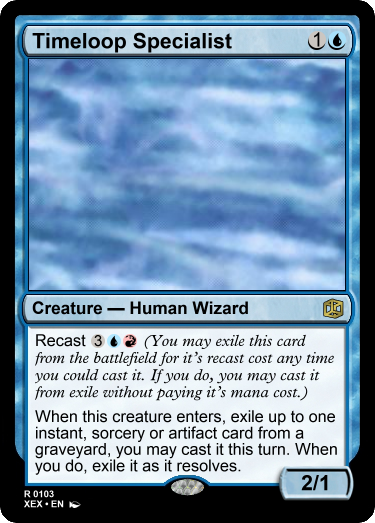 Timeloop Specialist 1
Creature — Human Wizard
Recast 3 (You may exile this card
from the battlefield for it's recast cost any time
you could cast it. If you do, you may cast it
from exile without paying it's mana cost.)
When this creature enters, exile up to one
instant, sorcery or artifact card from a
graveyard, you may cast it this turn. When
you do, exile it as it resolves.
2/1
R 0103
XEX • EN